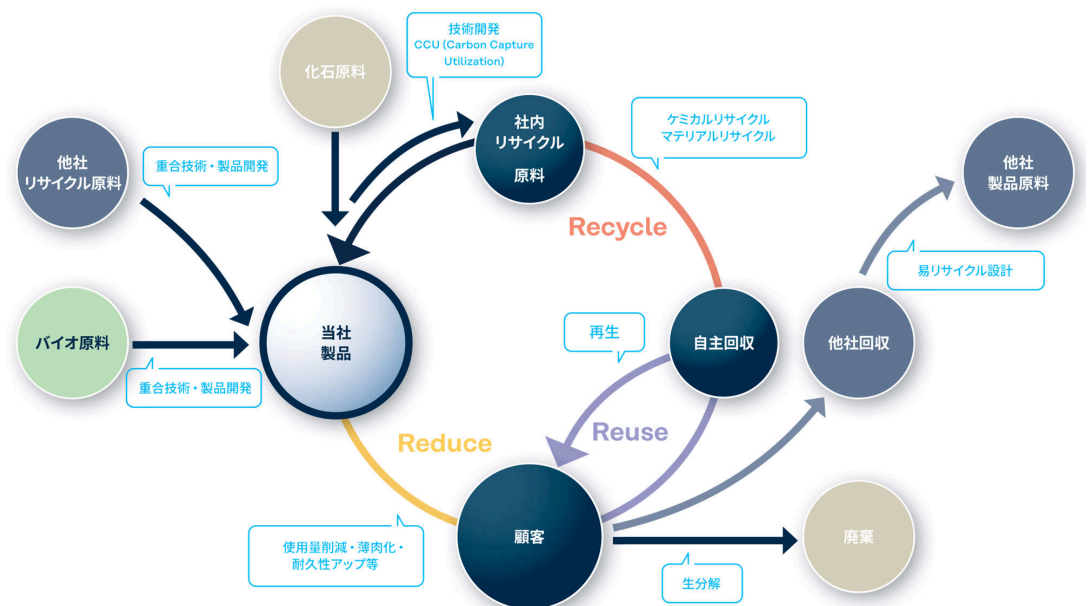 技術開発
CCU (Carbon Capture
Utilization)
化石原料
社内
リサイクル
原料
ケミカルリサイクル
マテリアルリサイクル
他社
リサイクル原料
重合技術・製品開発
他社
製品原料
Recycle
易リサイクル設計
バイオ原料
重合技術・製品開発
当社
製品
再生
自主回収
他社回収
Reduce
Reuse
使用量削減・薄肉化・
耐久性アップ等
顧客
廃棄
生分解